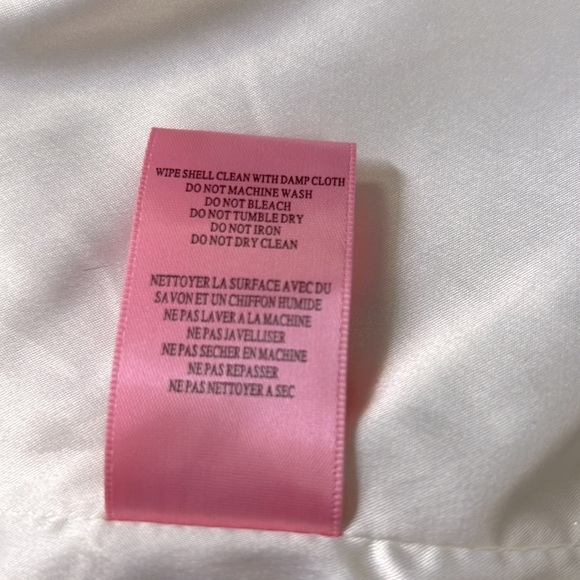 WIPE SHELL CLEAN WITH DAMP CLOTH
DO NOT MACHINE WASH
DO NOT BLEACH
DO NOT TUMBLE DRY
DO NOT IRON
DO NOT DRY CLEAN
NETTOYER LA SURFACE AVEC DU
SAVON ET UN CHIFFON HUMIDE
NE PAS LAVER A LA MACHINE
NE PAS JAVELLISER
NE PAS SECHER EN MACHINE
NE PAS REPASSER
NE PAS NETTOYER A SEC